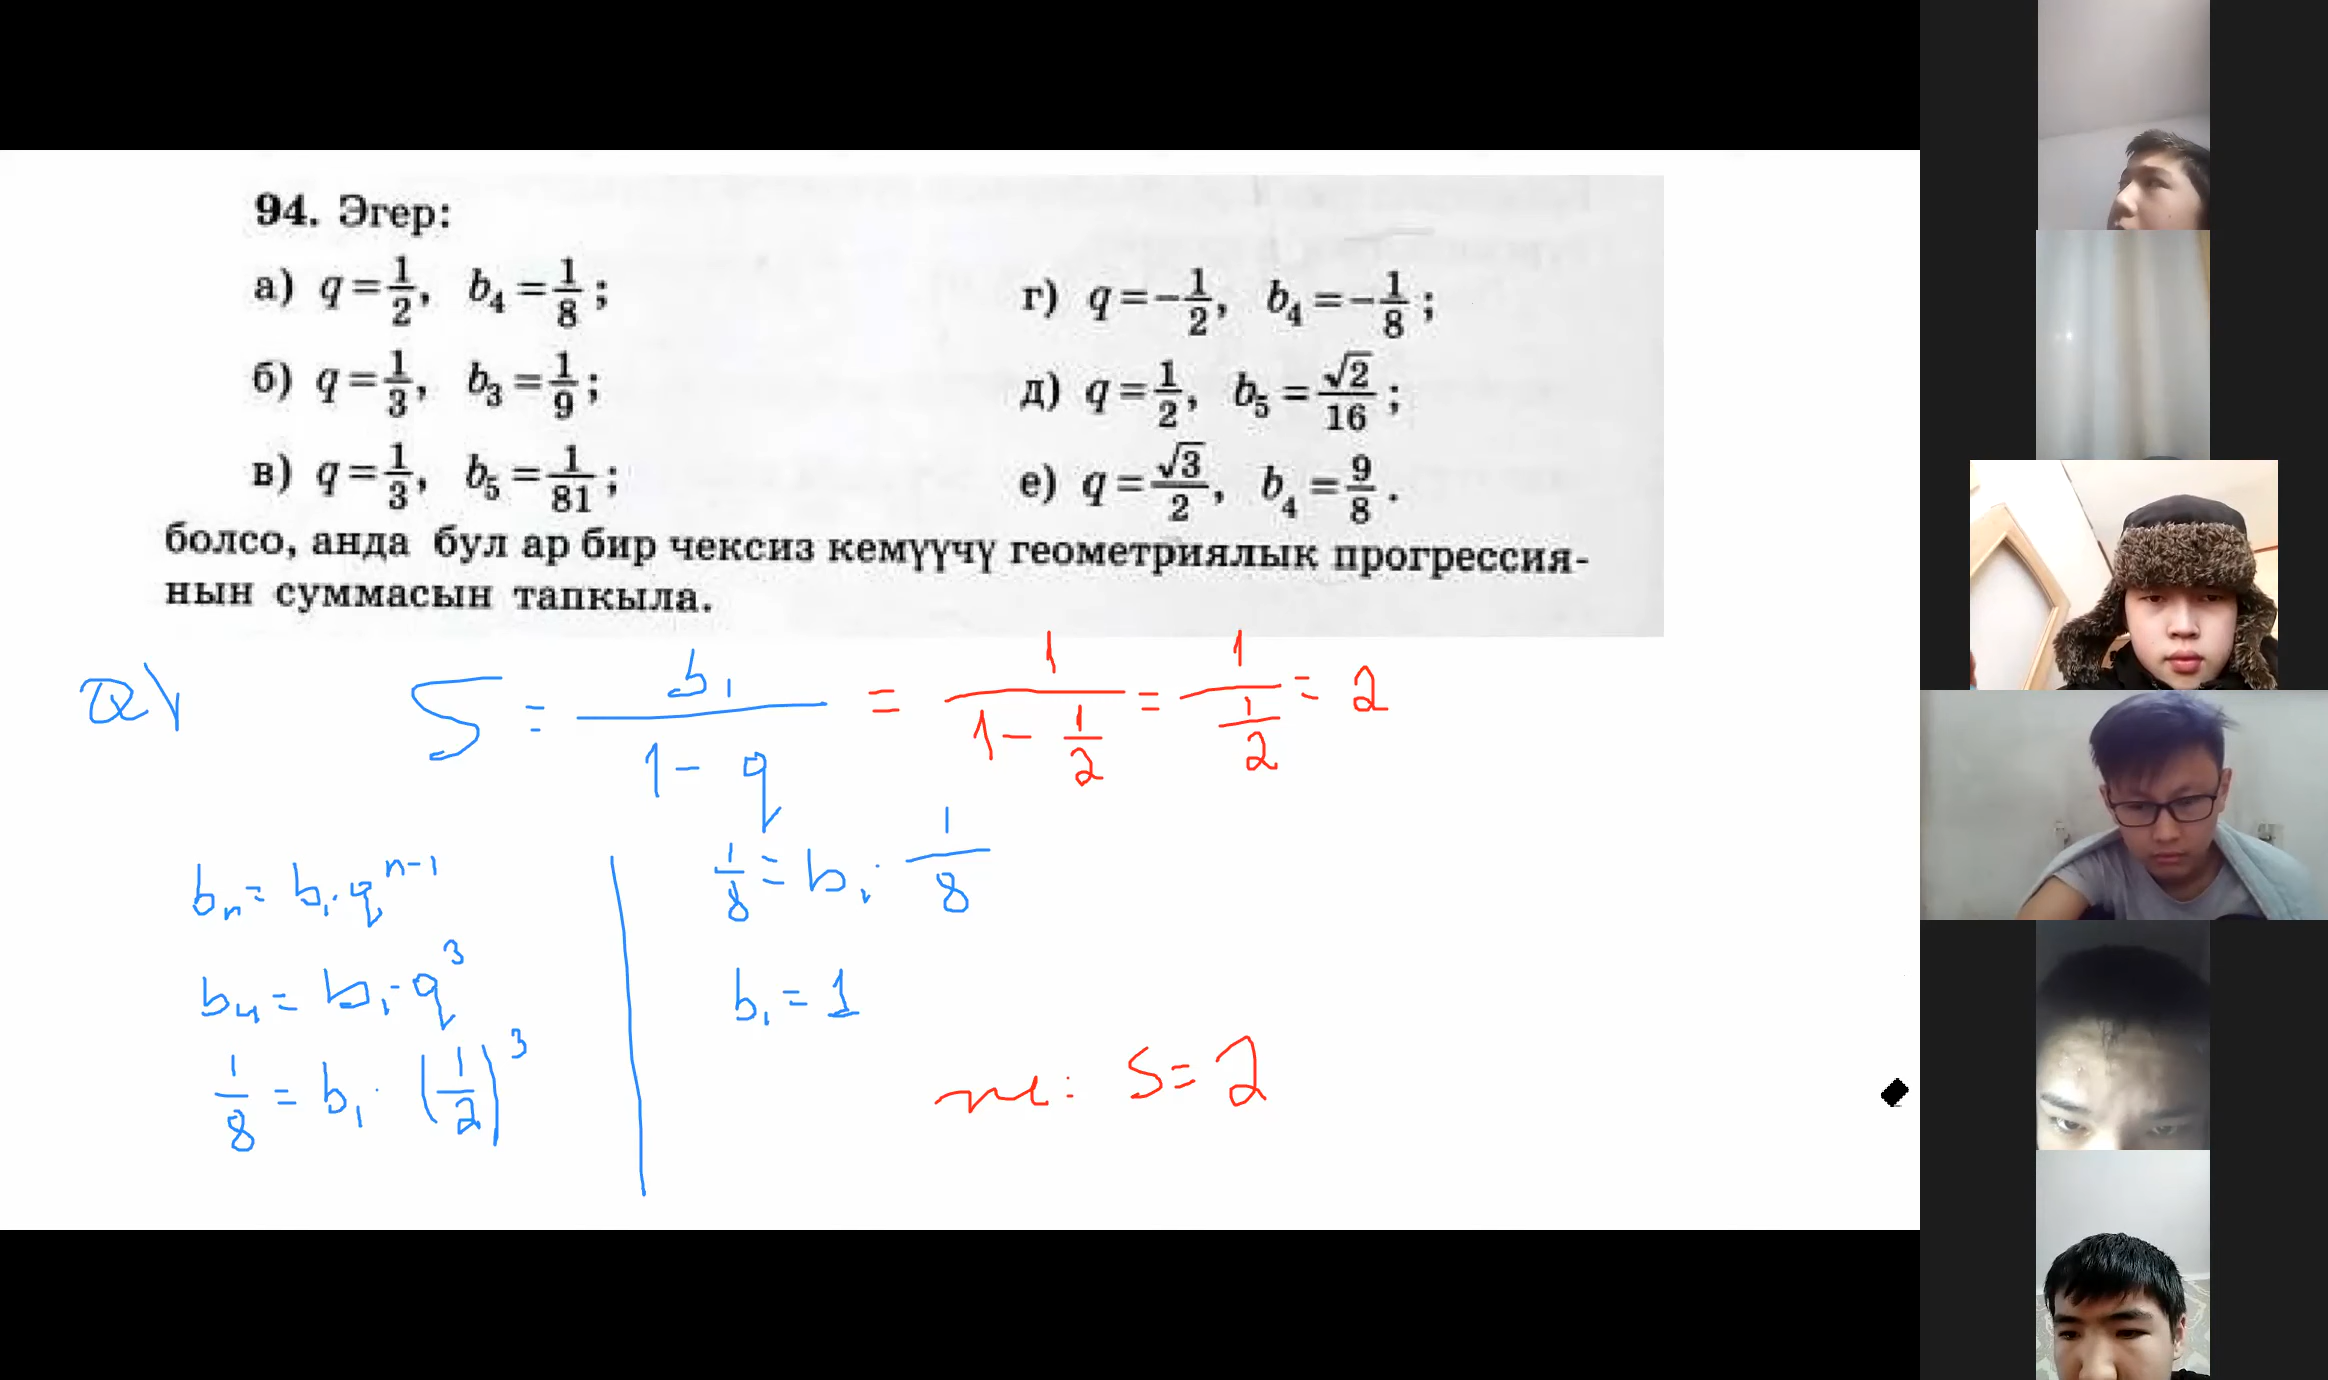 94. Эгер:
а) q = 1/2, b₄ = 1/8;
б) q = 1/3, b₃ = 1/9;
в) q = 1/3, b₅ = 1/81;
г) q = -1/2, b₄ = -1/8;
д) q = 1/2, b₅ = √2/16;
е) q = √3/2, b₄ = 9/8.
болсо, анда бул ар бир чексиз кемүүчү геометриялык прогрессия-
нын суммасын тапкыла.
а) S = b₁/(1 - q) = 1/(1 - 1/2) = 1/(1/2) = 2
bₙ = b₁·qⁿ⁻¹
b₄ = b₁·q³
1/8 = b₁·(1/2)³
1/8 = b₁·1/8
b₁ = 1
S = 2